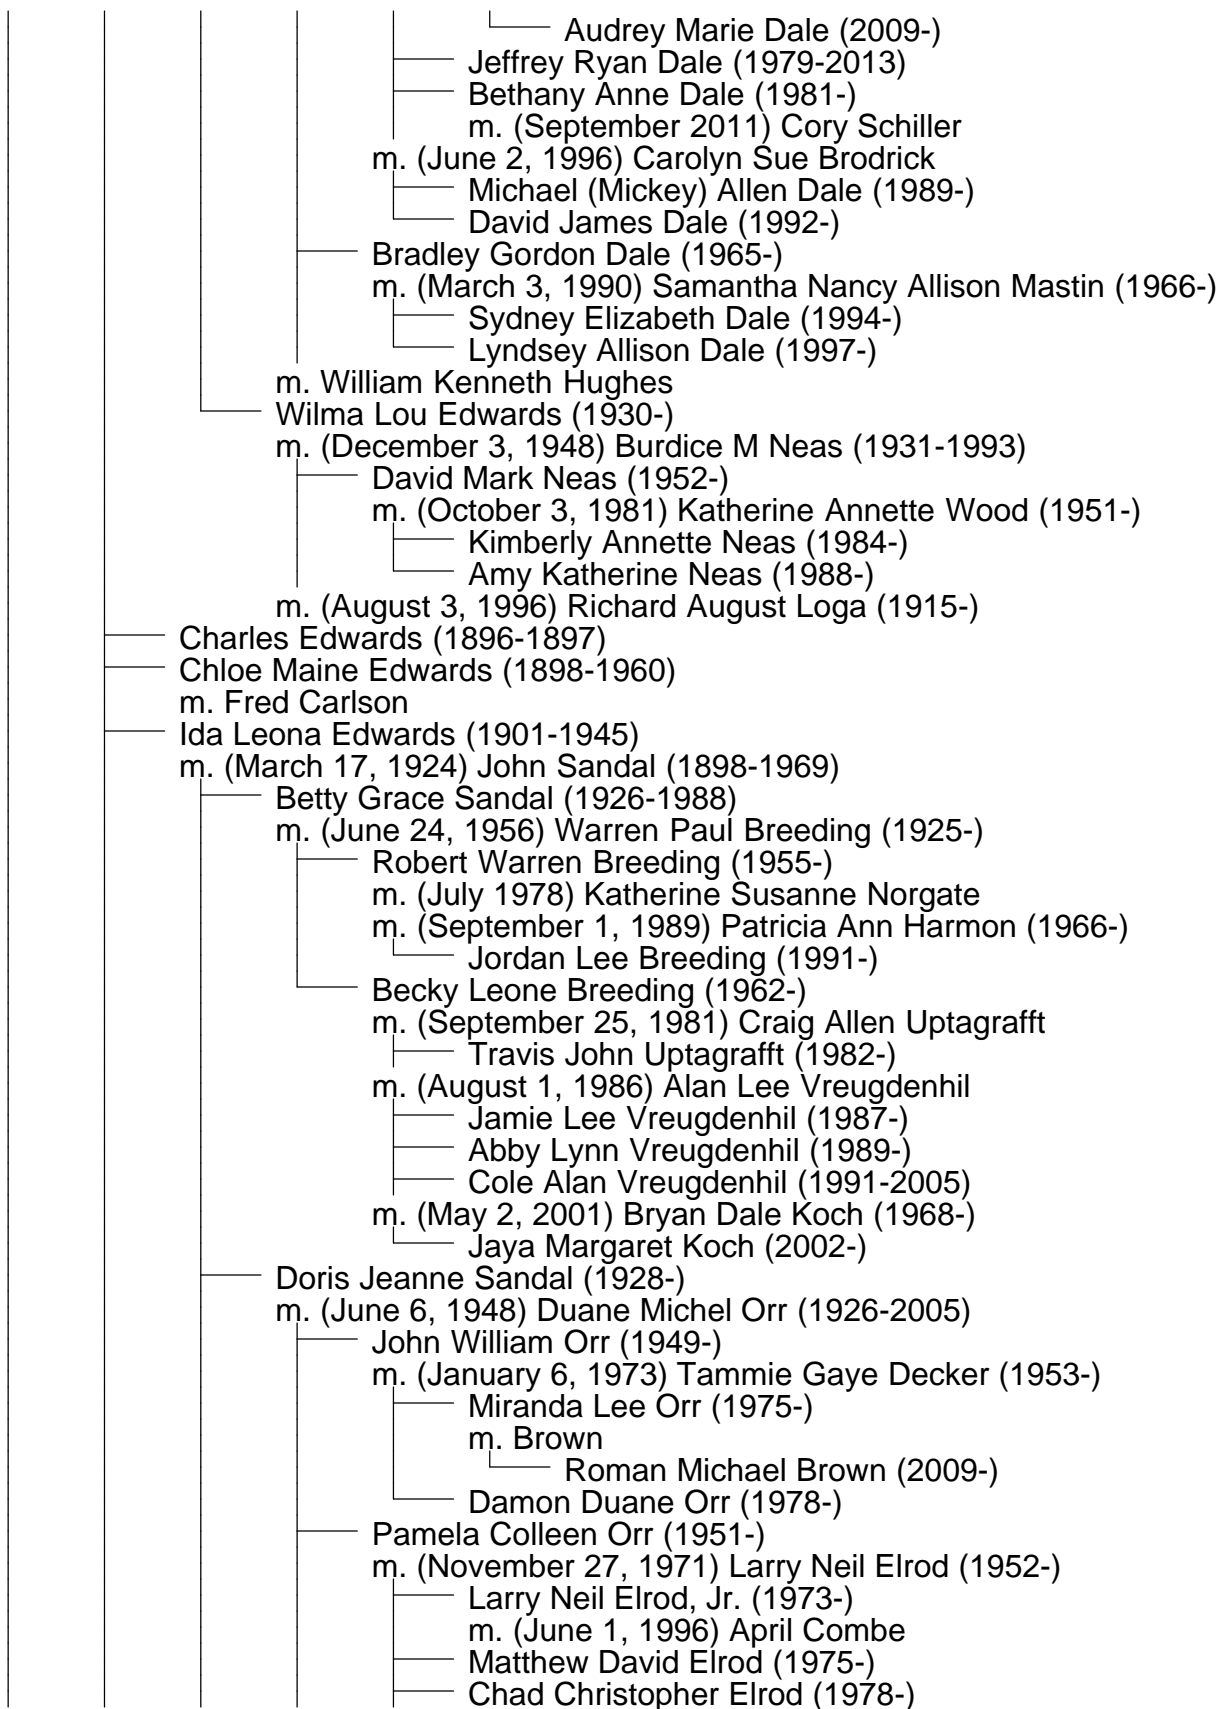 Audrey Marie Dale (2009-)
Jeffrey Ryan Dale (1979-2013)
Bethany Anne Dale (1981-)
m. (September 2011) Cory Schiller
m. (June 2, 1996) Carolyn Sue Brodrick
Michael (Mickey) Allen Dale (1989-)
David James Dale (1992-)
Bradley Gordon Dale (1965-)
m. (March 3, 1990) Samantha Nancy Allison Mastin (1966-)
Sydney Elizabeth Dale (1994-)
Lyndsey Allison Dale (1997-)
m. William Kenneth Hughes
Wilma Lou Edwards (1930-)
m. (December 3, 1948) Burdice M Neas (1931-1993)
David Mark Neas (1952-)
m. (October 3, 1981) Katherine Annette Wood (1951-)
Kimberly Annette Neas (1984-)
Amy Katherine Neas (1988-)
m. (August 3, 1996) Richard August Loga (1915-)
Charles Edwards (1896-1897)
Chloe Maine Edwards (1898-1960)
m. Fred Carlson
Ida Leona Edwards (1901-1945)
m. (March 17, 1924) John Sandal (1898-1969)
Betty Grace Sandal (1926-1988)
m. (June 24, 1956) Warren Paul Breeding (1925-)
Robert Warren Breeding (1955-)
m. (July 1978) Katherine Susanne Norgate
m. (September 1, 1989) Patricia Ann Harmon (1966-)
Jordan Lee Breeding (1991-)
Becky Leone Breeding (1962-)
m. (September 25, 1981) Craig Allen Uptagrafft
Travis John Uptagrafft (1982-)
m. (August 1, 1986) Alan Lee Vreugdenhil
Jamie Lee Vreugdenhil (1987-)
Abby Lynn Vreugdenhil (1989-)
Cole Alan Vreugdenhil (1991-2005)
m. (May 2, 2001) Bryan Dale Koch (1968-)
Jaya Margaret Koch (2002-)
Doris Jeanne Sandal (1928-)
m. (June 6, 1948) Duane Michel Orr (1926-2005)
John William Orr (1949-)
m. (January 6, 1973) Tammie Gaye Decker (1953-)
Miranda Lee Orr (1975-)
m. Brown
Roman Michael Brown (2009-)
Damon Duane Orr (1978-)
Pamela Colleen Orr (1951-)
m. (November 27, 1971) Larry Neil Elrod (1952-)
Larry Neil Elrod, Jr. (1973-)
m. (June 1, 1996) April Combe
Matthew David Elrod (1975-)
Chad Christopher Elrod (1978-)